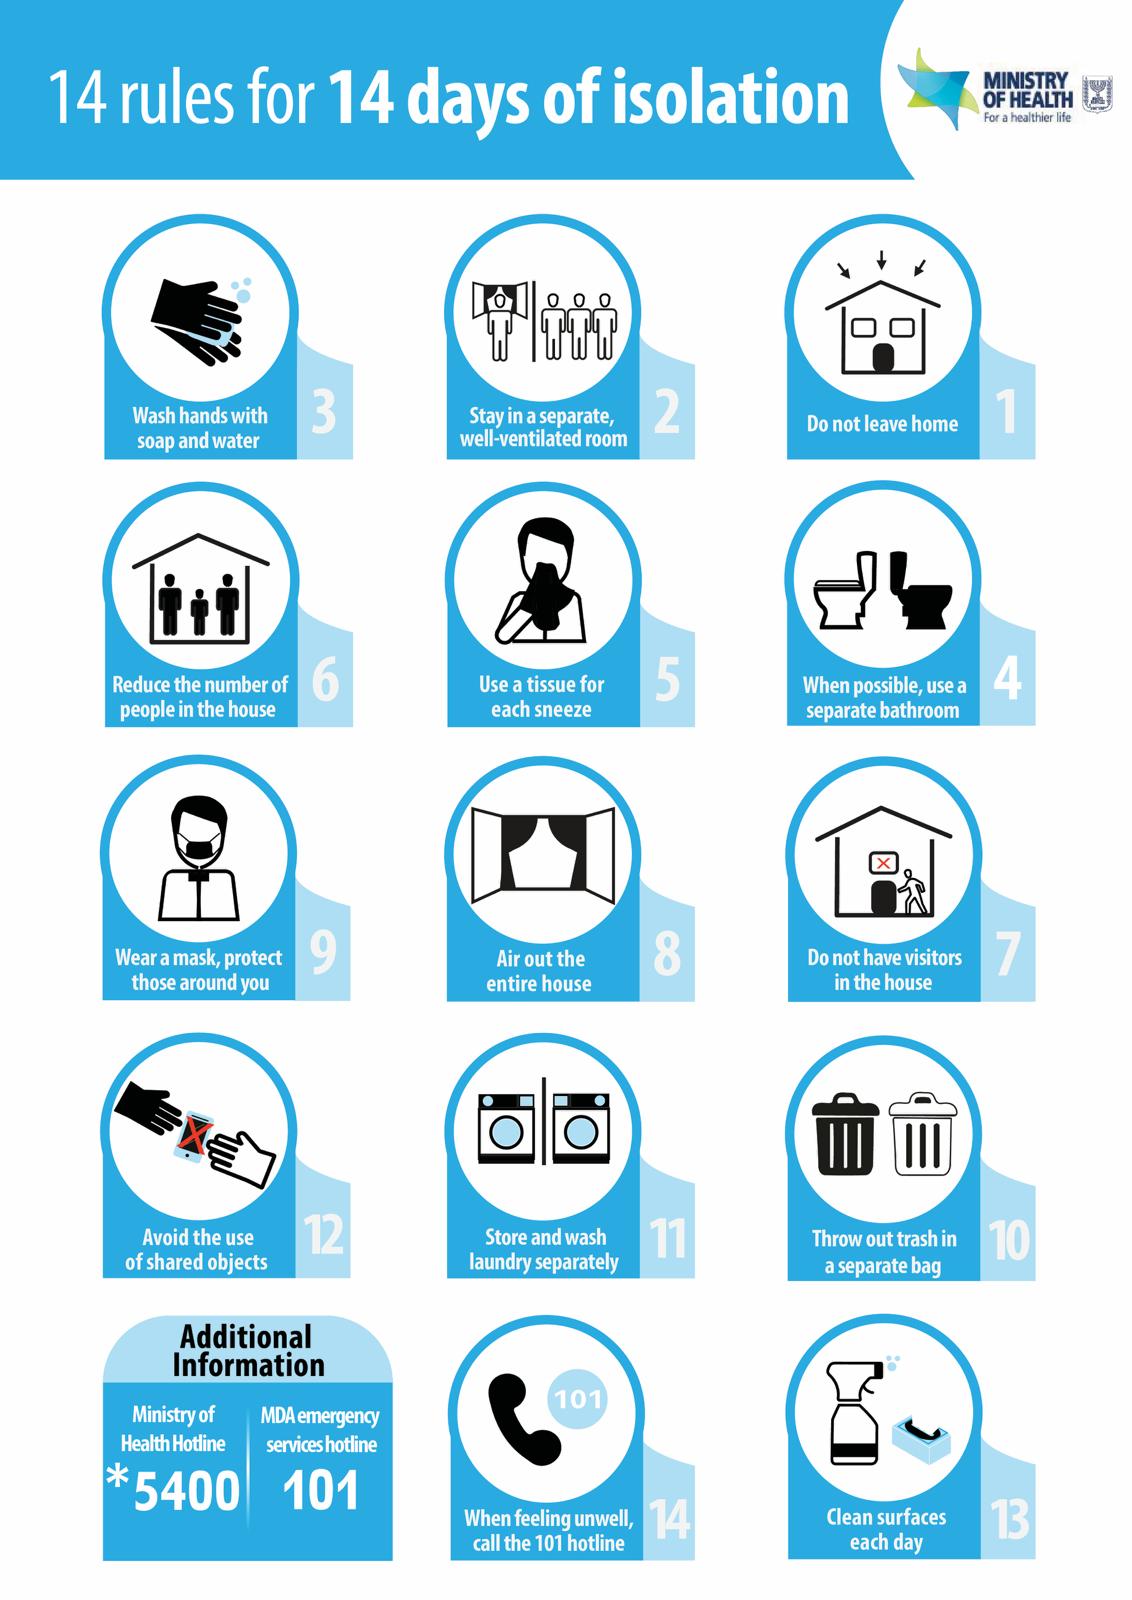 14 rules for 14 days of isolation
MINISTRY
OF HEALTH
For a healthier life
Do not leave home
1
Stay in a separate,
well-ventilated room
2
Wash hands with
soap and water
3
When possible, use a
separate bathroom
4
Use a tissue for
each sneeze
5
Reduce the number of
people in the house
6
Do not have visitors
in the house
7
Air out the
entire house
8
Wear a mask, protect
those around you
9
Throw out trash in
a separate bag
10
Store and wash
laundry separately
11
Avoid the use
of shared objects
12
Clean surfaces
each day
13
101
When feeling unwell,
call the 101 hotline
14
Additional
Information
Ministry of
Health Hotline
*5400
MDA emergency
services hotline
101